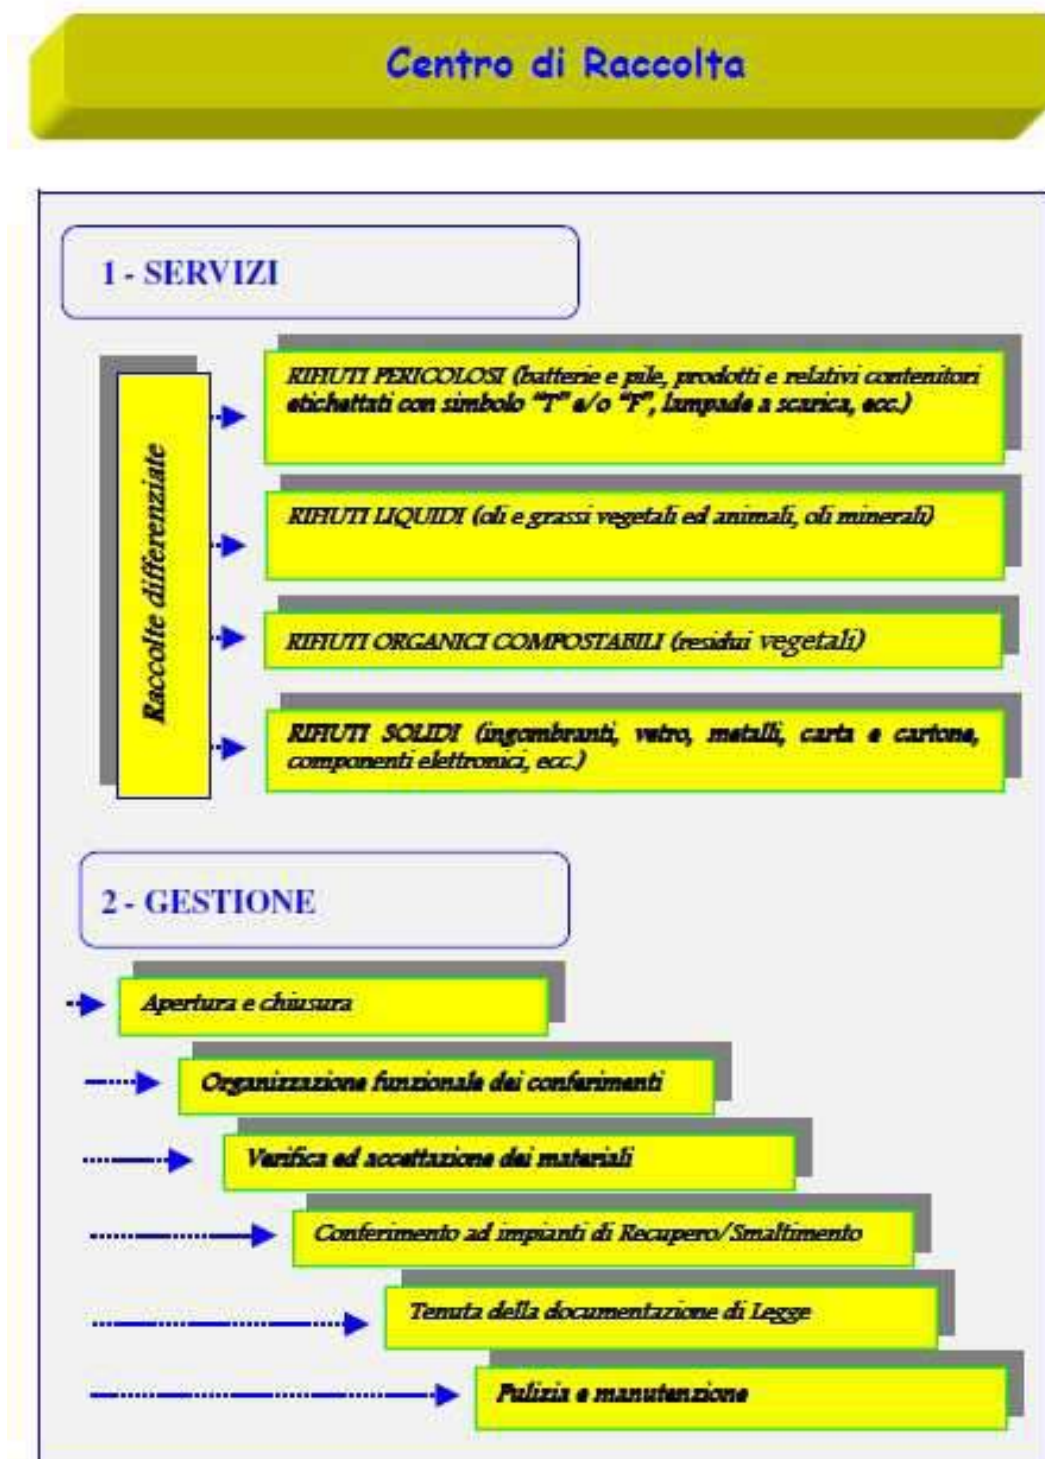 Centro di Raccolta
1 - SERVIZI
Raccolte differenziate
RIFIUTI PERICOLOSI (batterie e pile, prodotti e relativi contenitori
etichettati con simbolo “T” e/o “F”, lampade a scarica, ecc.)
RIFIUTI LIQUIDI (oli e grassi vegetali ed animali, oli minerali)
RIFIUTI ORGANICI COMPOSTABILI (residui vegetali)
RIFIUTI SOLIDI (ingombranti, vetro, metalli, carta e cartone,
componenti elettronici, ecc.)
2 - GESTIONE
Apertura e chiusura
Organizzazione funzionale dei conferimenti
Verifica ed accettazione dei materiali
Conferimento ad impianti di Recupero/Smaltimento
Tenuta della documentazione di Legge
Pulizia e manutenzione